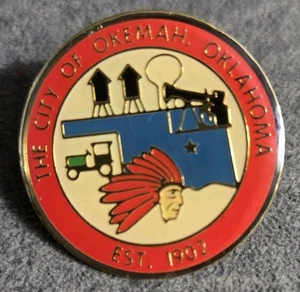 THE CITY OF OKEMAH, OKLAHOMA
EST. 1902